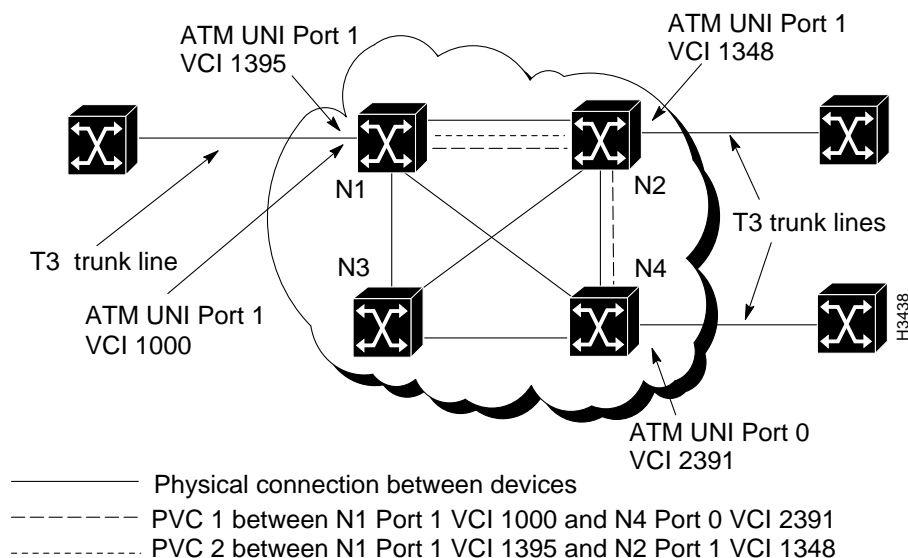 ATM UNI Port 1
VCI 1395
ATM UNI Port 1
VCI 1348
N1
N2
T3 trunk line
T3 trunk lines
N3
N4
ATM UNI Port 1
VCI 1000
H3438
ATM UNI Port 0
VCI 2391
Physical connection between devices
PVC 1 between N1 Port 1 VCI 1000 and N4 Port 0 VCI 2391
PVC 2 between N1 Port 1 VCI 1395 and N2 Port 1 VCI 1348